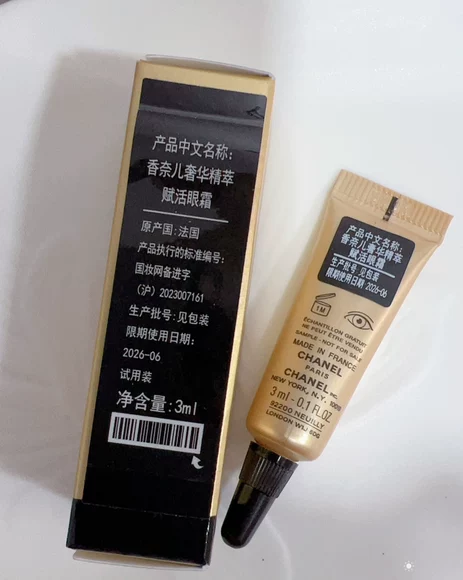 产品中文名称:
香奈儿奢华精萃
赋活眼霜
原产国:法国
产品执行的标准编号:
国妆网备进字
(沪)2023007161
生产批号:见包装
限期使用日期:
2026-06
试用装
净含量:3ml
产品中文名称:
香奈儿奢华精萃
赋活眼霜
生产批号:见包装
限期使用日期 2026-06
1M
ÉCHANTILLON GRATUIT
NE PEUT ÊTRE VENDU
SAMPLE - NOT FOR SALE
MADE IN FRANCE
CHANEL
PARIS
CHANEL INC.
NEW YORK, N.Y. 10019
3 ml - 0.1 FL.OZ
92200 NEUILLY
LONDON W1J 6DG